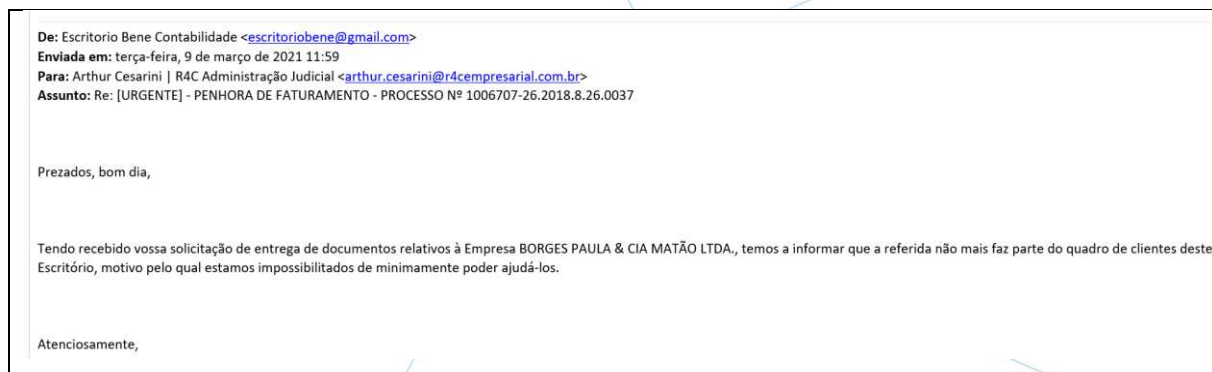 De: Escritorio Bene Contabilidade <escritoriobene@gmail.com>
Enviada em: terça-feira, 9 de março de 2021 11:59
Para: Arthur Cesarini | R4C Administração Judicial <arthur.cesarini@r4cempresarial.com.br>
Assunto: Re: [URGENTE] - PENHORA DE FATURAMENTO - PROCESSO Nº 1006707-26.2018.8.26.0037
Prezados, bom dia,
Tendo recebido vossa solicitação de entrega de documentos relativos à Empresa BORGES PAULA & CIA MATÃO LTDA., temos a informar que a referida não mais faz parte do quadro de clientes deste
Escritório, motivo pelo qual estamos impossibilitados de minimamente poder ajudá-los.
Atenciosamente,